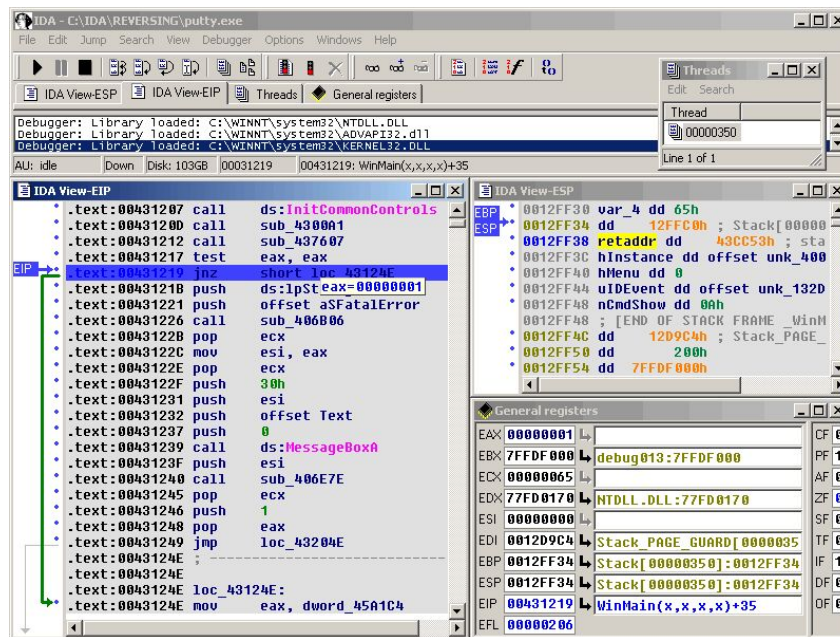 IDA - C:\IDA\REVERSING\putty.exe
File Edit Jump Search View Debugger Options Windows Help
IDA View-ESP IDA View-EIP Threads General registers
Debugger: Library loaded: C:\WINNT\system32\NTDLL.DLL
Debugger: Library loaded: C:\WINNT\system32\ADVAPI32.dll
Debugger: Library loaded: C:\WINNT\system32\KERNEL32.DLL
AU: idle Down Disk: 103GB 00031219 00431219: WinMain(x,x,x,x)+35
Threads
Edit Search
Thread
00000350
Line 1 of 1
IDA View-EIP
EIP
.text:00431207 call ds:InitCommonControls
.text:0043120D call sub_4300A1
.text:00431212 call sub_437607
.text:00431217 test eax, eax
.text:00431219 jnz short loc_43124E
.text:0043121B push ds:lpSt
eax=00000001
.text:00431221 push offset aSFatalError
.text:00431226 call sub_406B06
.text:0043122B pop ecx
.text:0043122C mov esi, eax
.text:0043122E pop ecx
.text:0043122F push 30h
.text:00431231 push esi
.text:00431232 push offset Text
.text:00431237 push 0
.text:00431239 call ds:MessageBoxA
.text:0043123F push esi
.text:00431240 call sub_406E7E
.text:00431245 pop ecx
.text:00431246 push 1
.text:00431248 pop eax
.text:00431249 jmp loc_43204E
.text:0043124E ; ---------------------------
.text:0043124E
.text:0043124E loc_43124E:
.text:0043124E mov eax, dword_45A1C4
IDA View-ESP
EBP
ESP
0012FF30 var_4 dd 65h
0012FF34 dd 12FFC0h ; Stack[00000
0012FF38 retaddr dd 43CC53h ; sta
0012FF3C hInstance dd offset unk_400
0012FF40 hMenu dd 0
0012FF44 uIDEvent dd offset unk_132D
0012FF48 nCmdShow dd 0Ah
0012FF48 ; [END OF STACK FRAME _WinM
0012FF4C dd 12D9C4h ; Stack_PAGE_
0012FF50 dd 200h
0012FF54 dd 7FFDF000h
General registers
EAX 00000001
EBX 7FFDF000 debug013:7FFDF000
ECX 00000065
EDX 77FD0170 NTDLL.DLL:77FD0170
ESI 00000000
EDI 0012D9C4 Stack_PAGE_GUARD[0000035
EBP 0012FF34 Stack[00000350]:0012FF34
ESP 0012FF34 Stack[00000350]:0012FF34
EIP 00431219 WinMain(x,x,x,x)+35
EFL 00000206
CF 0
PF 1
AF 0
ZF 0
SF 0
TF 0
IF 1
DF 0
OF 0